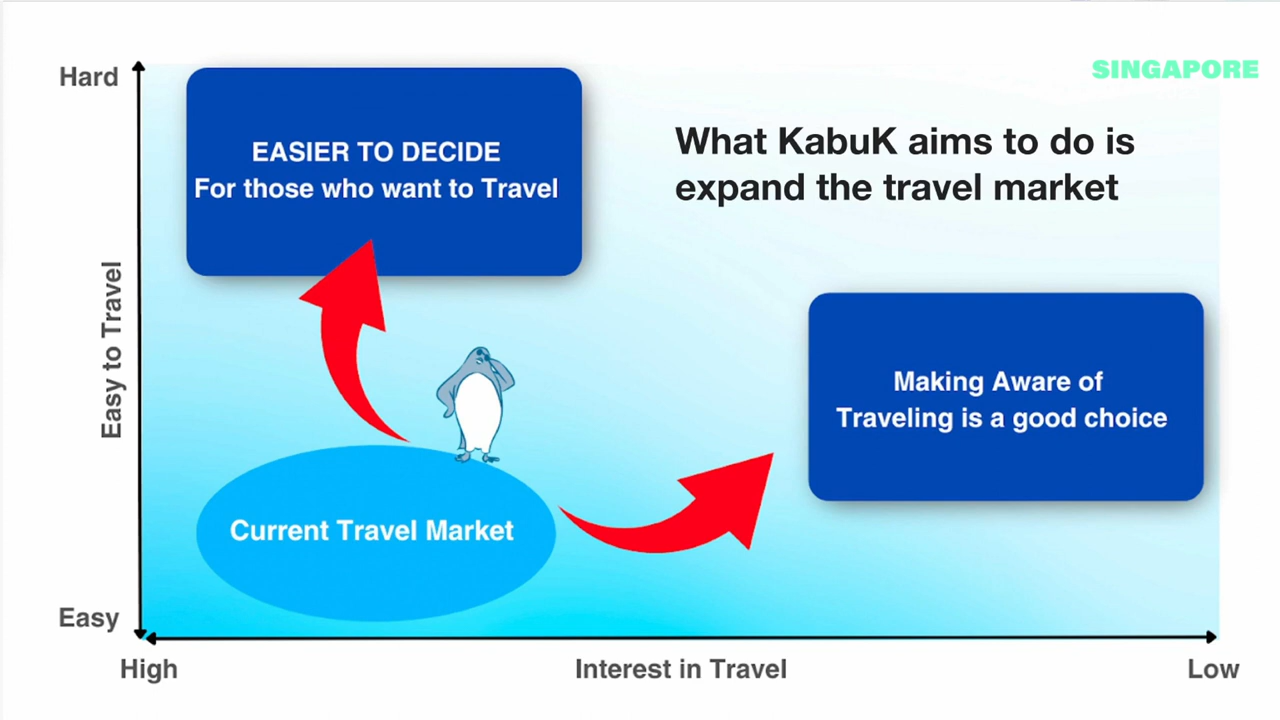 SINGAPORE
Hard
EASIER TO DECIDE
For those who want to Travel
What KabuK aims to do is
expand the travel market
Easy to Travel
Making Aware of
Traveling is a good choice
Current Travel Market
Easy
High
Interest in Travel
Low